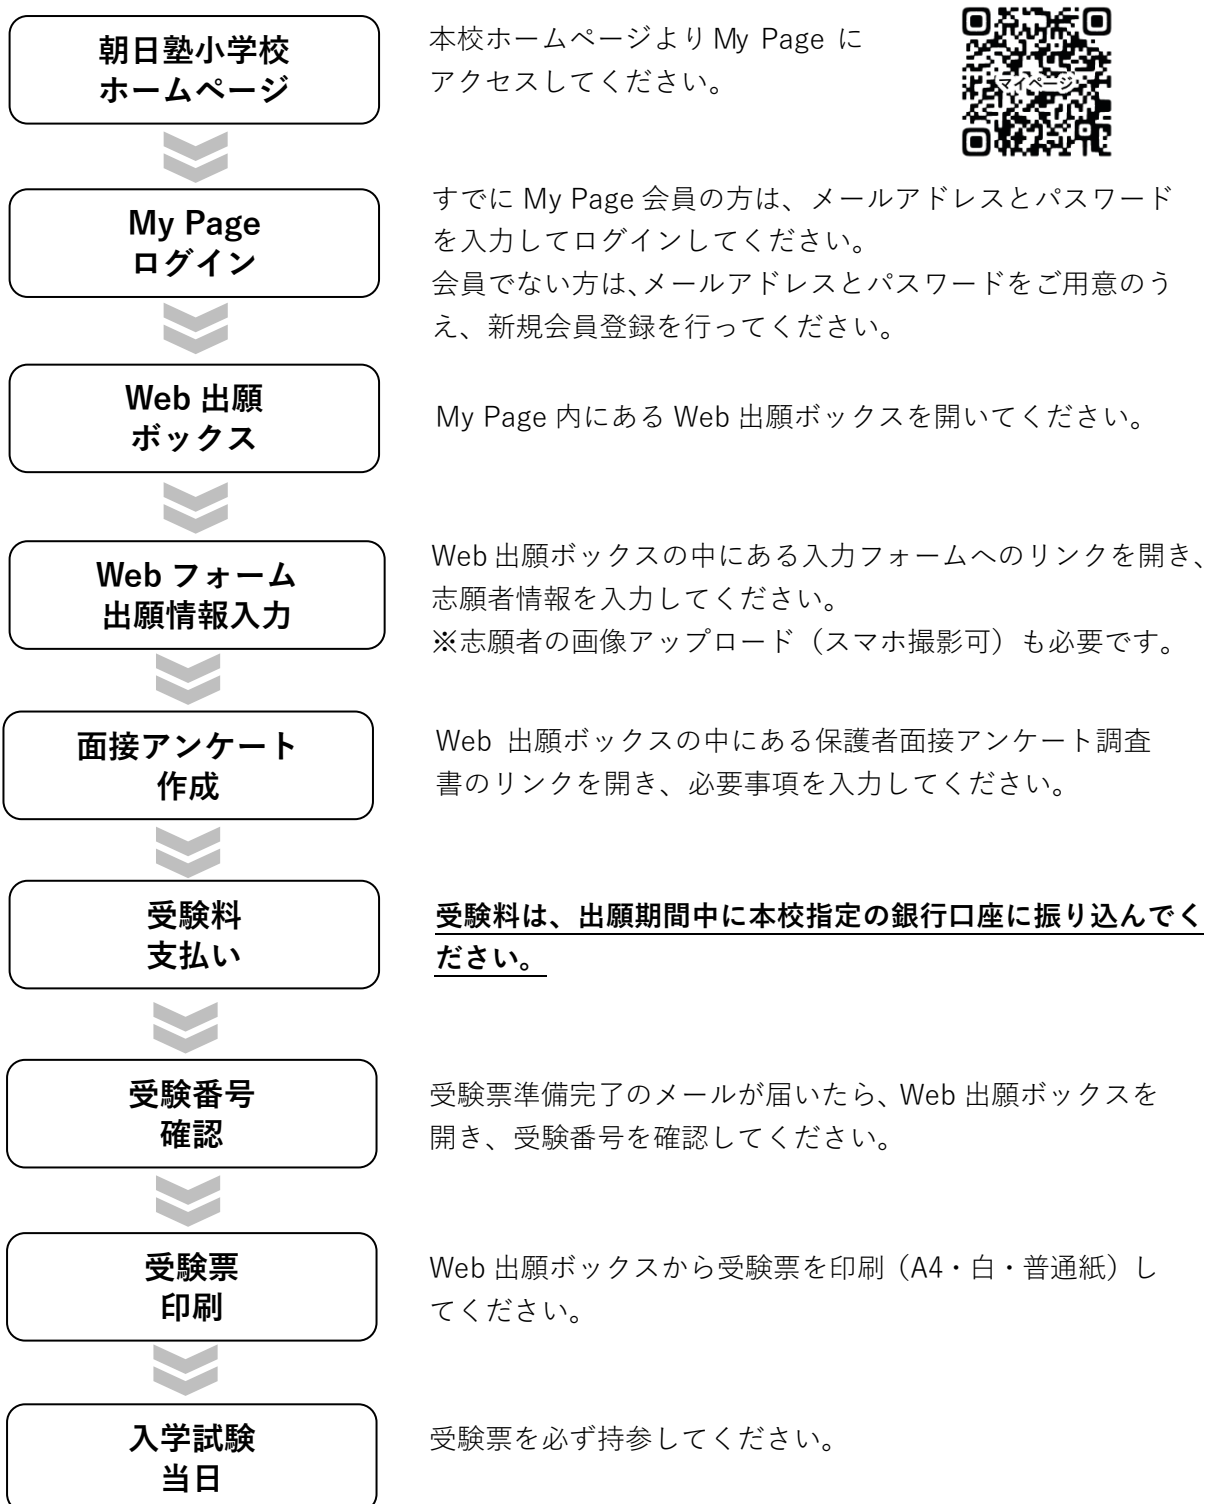 朝日塾小学校
ホームページ
本校ホームページより My Page に
アクセスしてください。
マイページ
My Page
ログイン
すでに My Page 会員の方は、メールアドレスとパスワード
を入力してログインしてください。
会員でない方は、メールアドレスとパスワードをご用意のう
え、新規会員登録を行ってください。
Web 出願
ボックス
My Page 内にある Web 出願ボックスを開いてください。
Web フォーム
出願情報入力
Web 出願ボックスの中にある入力フォームへのリンクを開き、
志願者情報を入力してください。
※志願者の画像アップロード（スマホ撮影可）も必要です。
面接アンケート
作成
Web 出願ボックスの中にある保護者面接アンケート調査
書のリンクを開き、必要事項を入力してください。
受験料
支払い
受験料は、出願期間中に本校指定の銀行口座に振り込んでく
ださい。
受験番号
確認
受験票準備完了のメールが届いたら、Web 出願ボックスを
開き、受験番号を確認してください。
受験票
印刷
Web 出願ボックスから受験票を印刷（A4・白・普通紙）し
てください。
入学試験
当日
受験票を必ず持参してください。